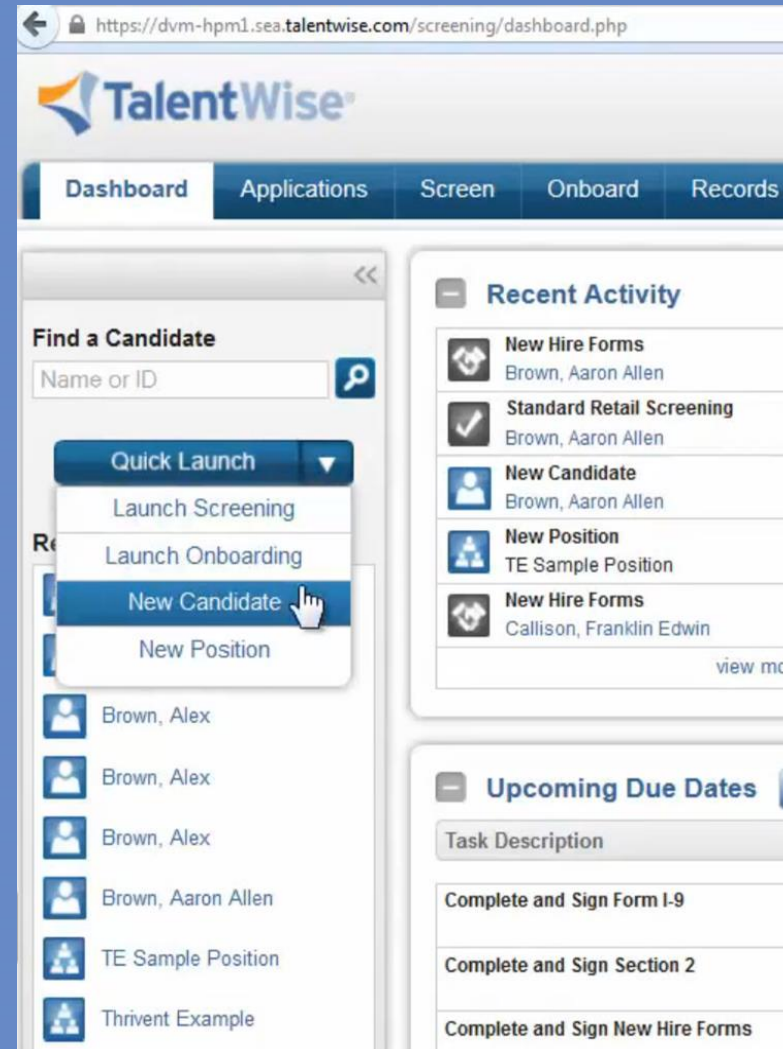 https://dvm-hpm1.sea.talentwise.com/screening/dashboard.php
TalentWise®
Dashboard Applications Screen Onboard Records
<<
Find a Candidate
Name or ID
Quick Launch
Launch Screening
Launch Onboarding
New Candidate
New Position
Re
Brown, Alex
Brown, Alex
Brown, Alex
Brown, Aaron Allen
TE Sample Position
Thrivent Example
Recent Activity
New Hire Forms
Brown, Aaron Allen
Standard Retail Screening
Brown, Aaron Allen
New Candidate
Brown, Aaron Allen
New Position
TE Sample Position
New Hire Forms
Callison, Franklin Edwin
view mo
Upcoming Due Dates
Task Description
Complete and Sign Form I-9
Complete and Sign Section 2
Complete and Sign New Hire Forms